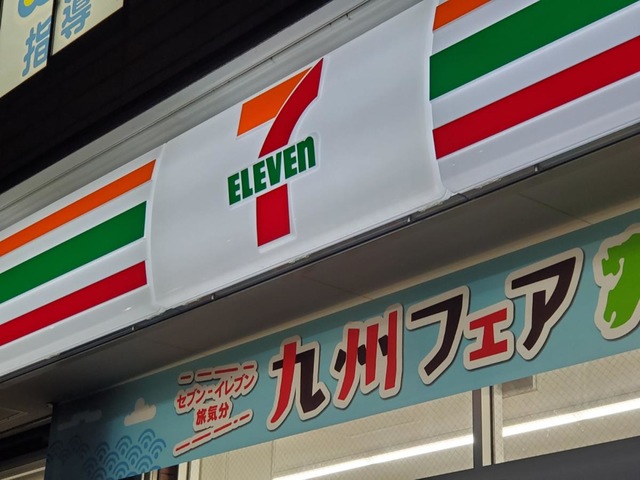 指導
7
ELEVEn
セブン-イレブン
旅気分
九州フェア